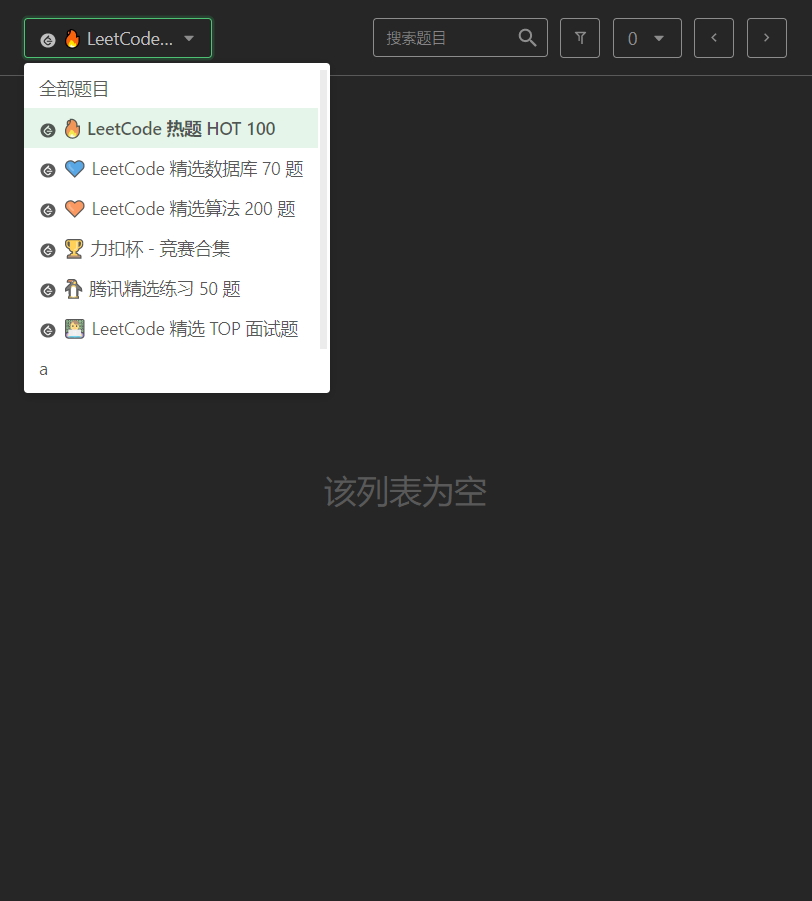 LeetCode...
搜索题目
0
全部题目
LeetCode 热题 HOT 100
LeetCode 精选数据库 70 题
LeetCode 精选算法 200 题
力扣杯 - 竞赛合集
腾讯精选练习 50 题
LeetCode 精选 TOP 面试题
a
该列表为空